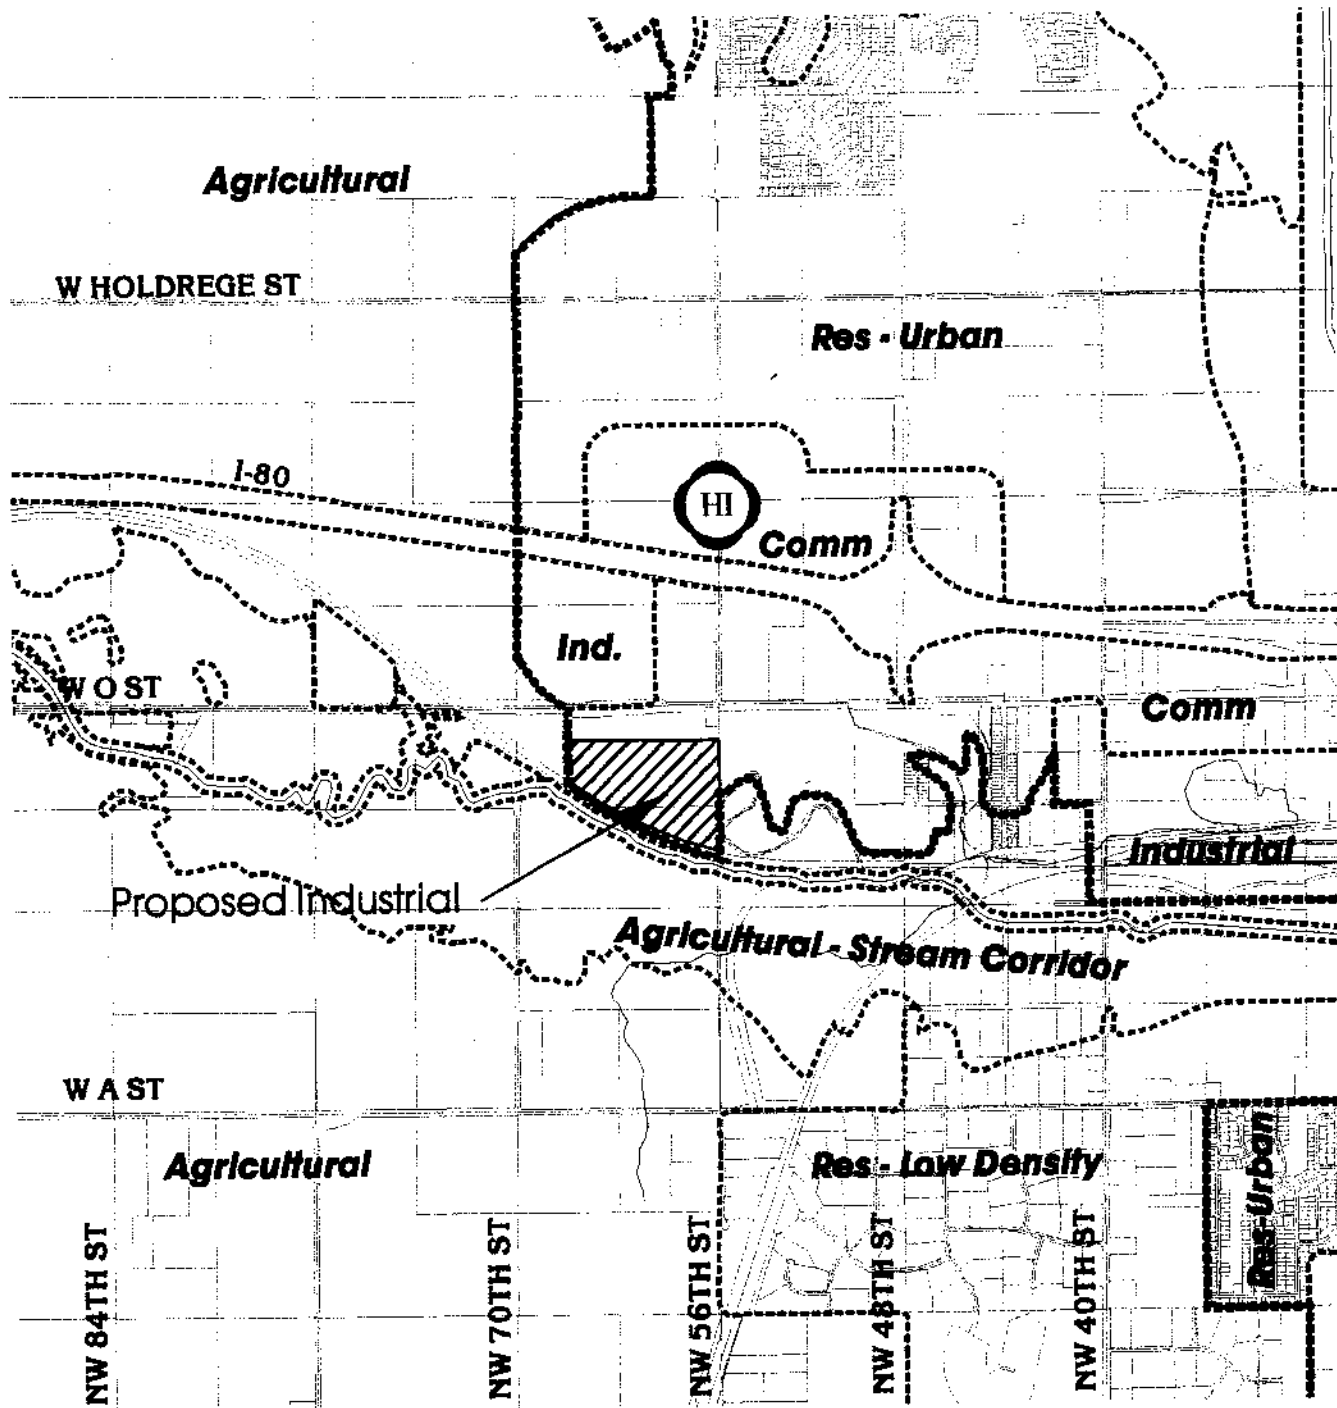 Agricultural
W HOLDREGE ST
Res - Urban
I-80
HI
Comm
Ind.
W O ST
Comm
Industrial
Proposed Industrial
Agricultural - Stream Corridor
W A ST
Agricultural
Res - Low Density
Res-Urban
NW 84TH ST
NW 70TH ST
NW 56TH ST
NW 48TH ST
NW 40TH ST